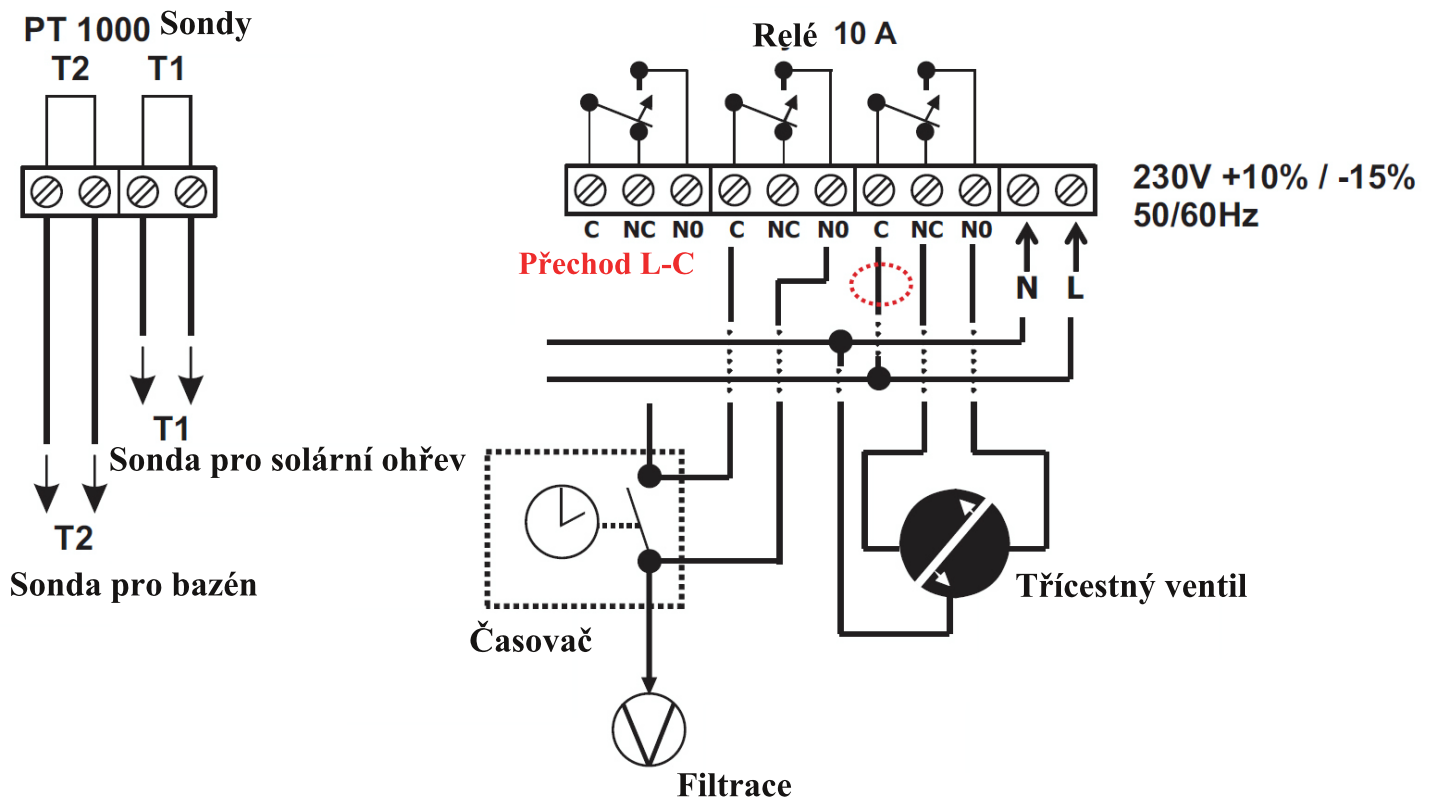 PT 1000 Sondy
T2 T1
Relé 10 A
230V +10% / -15%
50/60Hz
C NC N0 C NC N0 C NC N0
Přechod L-C
N L
T1
Sonda pro solární ohřev
T2
Sonda pro bazén
Časovač
Třícestný ventil
Filtrace